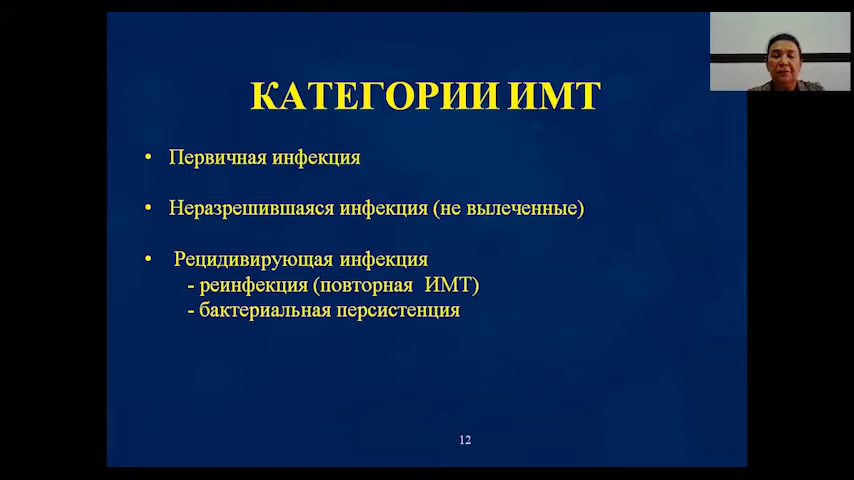 КАТЕГОРИИ ИМТ
• Первичная инфекция
• Неразрешившаяся инфекция (не вылеченные)
• Рецидивирующая инфекция
- реинфекция (повторная ИМТ)
- бактериальная персистенция
12